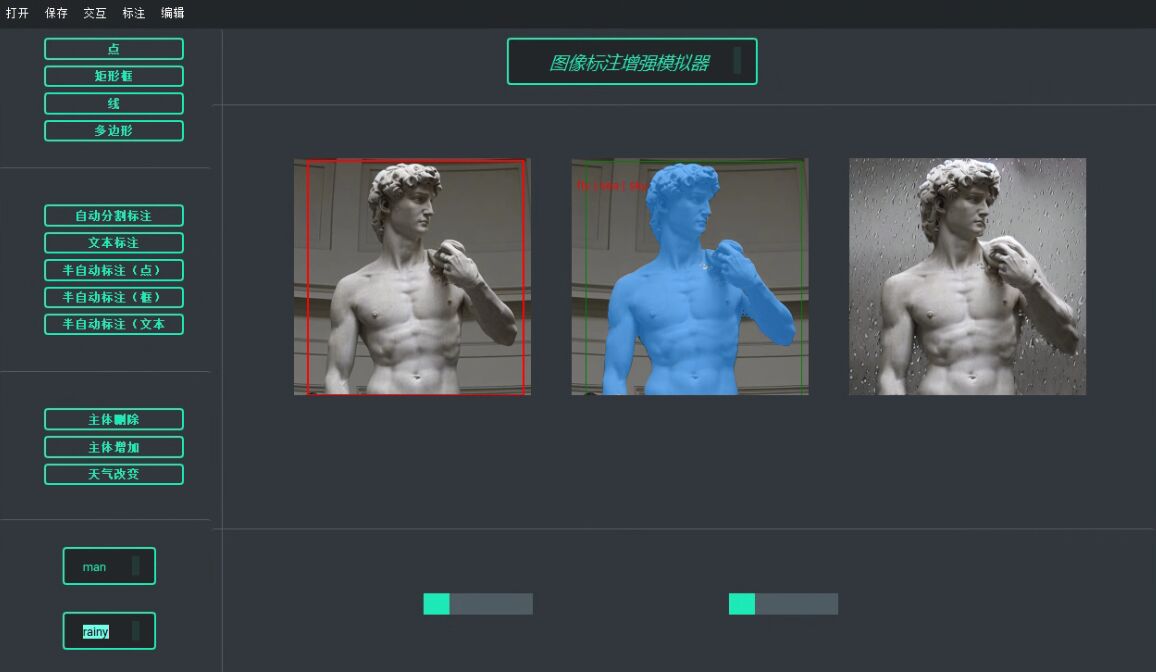 打开 保存 交互 标注 编辑
点
矩形框
线
多边形
图像标注增强模拟器
自动分割标注
文本标注
半自动标注（点）
半自动标注（框）
半自动标注（文本
主体删除
主体增加
天气改变
man
rainy